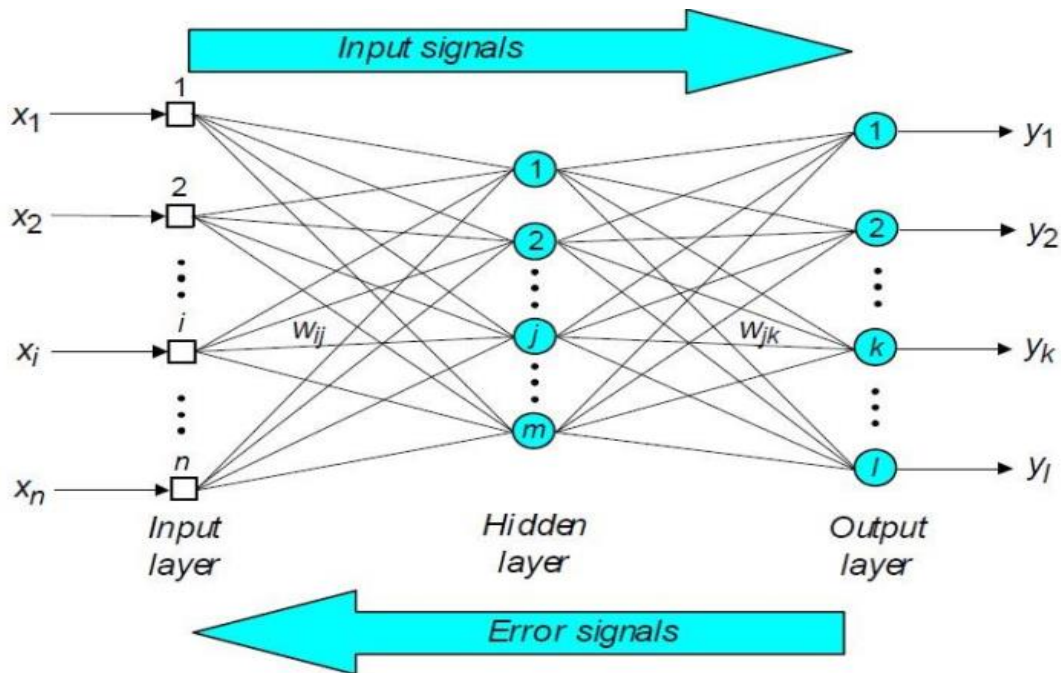 Input signals
1
x1
1
1
y1
2
x2
2
2
y2
i
xi
wij
j
wjk
k
yk
m
n
xn
l
yl
Input
layer
Hidden
layer
Output
layer
Error signals